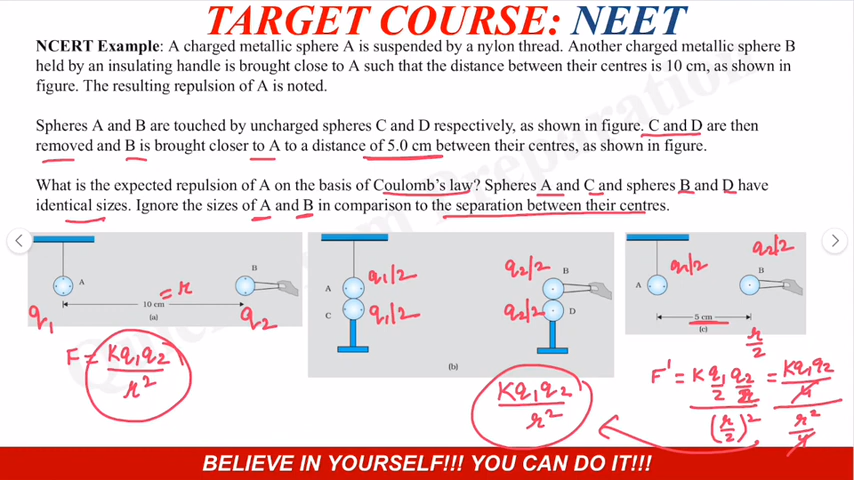 TARGET COURSE: NEET
NCERT Example: A charged metallic sphere A is suspended by a nylon thread. Another charged metallic sphere B
held by an insulating handle is brought close to A such that the distance between their centres is 10 cm, as shown in
figure. The resulting repulsion of A is noted.
Spheres A and B are touched by uncharged spheres C and D respectively, as shown in figure. C and D are then
removed and B is brought closer to A to a distance of 5.0 cm between their centres, as shown in figure.
What is the expected repulsion of A on the basis of Coulomb's law? Spheres A and C and spheres B and D have
identical sizes. Ignore the sizes of A and B in comparison to the separation between their centres.
A
B
10 cm = r
(a)
q1
q2
F = Kq1q2/r²
A
q1/2
C
q1/2
q2/2
B
q2/2
D
(b)
Kq1q2/r²
q2/2
q1/2
A
B
5 cm
(c)
r/2
F' = K q1/2 q2/2 / (r/2)² = Kq1q2/4 / r²/4
BELIEVE IN YOURSELF!!! YOU CAN DO IT!!!